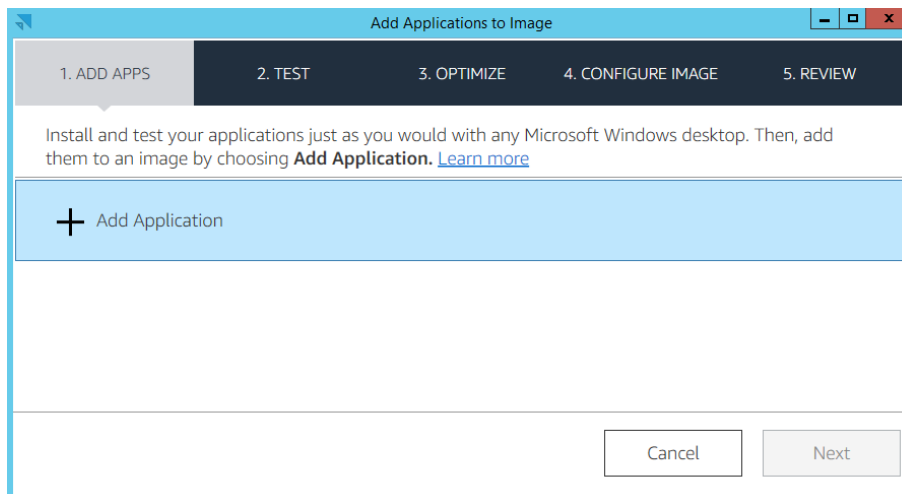 Add Applications to Image
1. ADD APPS 2. TEST 3. OPTIMIZE 4. CONFIGURE IMAGE 5. REVIEW
Install and test your applications just as you would with any Microsoft Windows desktop. Then, add
them to an image by choosing Add Application. Learn more
Add Application
Cancel Next